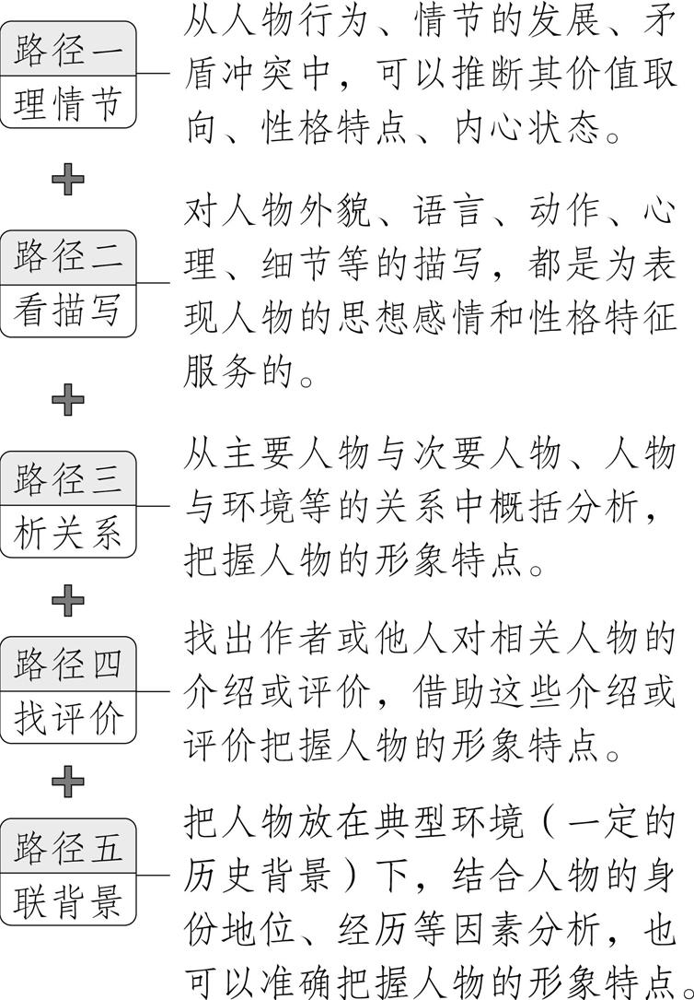 路径一
理情节
从人物行为、情节的发展、矛
盾冲突中，可以推断其价值取
向、性格特点、内心状态。
路径二
看描写
对人物外貌、语言、动作、心
理、细节等的描写，都是为表
现人物的思想感情和性格特征
服务的。
路径三
析关系
从主要人物与次要人物、人物
与环境等的关系中概括分析，
把握人物的形象特点。
路径四
找评价
找出作者或他人对相关人物的
介绍或评价，借助这些介绍或
评价把握人物的形象特点。
路径五
联背景
把人物放在典型环境（一定的
历史背景）下，结合人物的身
份地位、经历等因素分析，也
可以准确把握人物的形象特点。